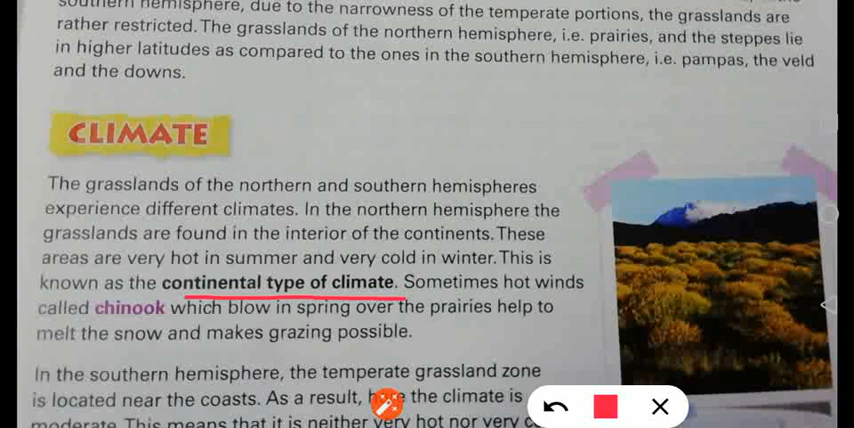 southern hemisphere, due to the narrowness of the temperate portions, the grasslands are
rather restricted. The grasslands of the northern hemisphere, i.e. prairies, and the steppes lie
in higher latitudes as compared to the ones in the southern hemisphere, i.e. pampas, the veld
and the downs.
CLIMATE
The grasslands of the northern and southern hemispheres
experience different climates. In the northern hemisphere the
grasslands are found in the interior of the continents. These
areas are very hot in summer and very cold in winter. This is
known as the continental type of climate. Sometimes hot winds
called chinook which blow in spring over the prairies help to
melt the snow and makes grazing possible.
In the southern hemisphere, the temperate grassland zone
is located near the coasts. As a result, the climate is
moderate. This means that it is neither very hot nor very